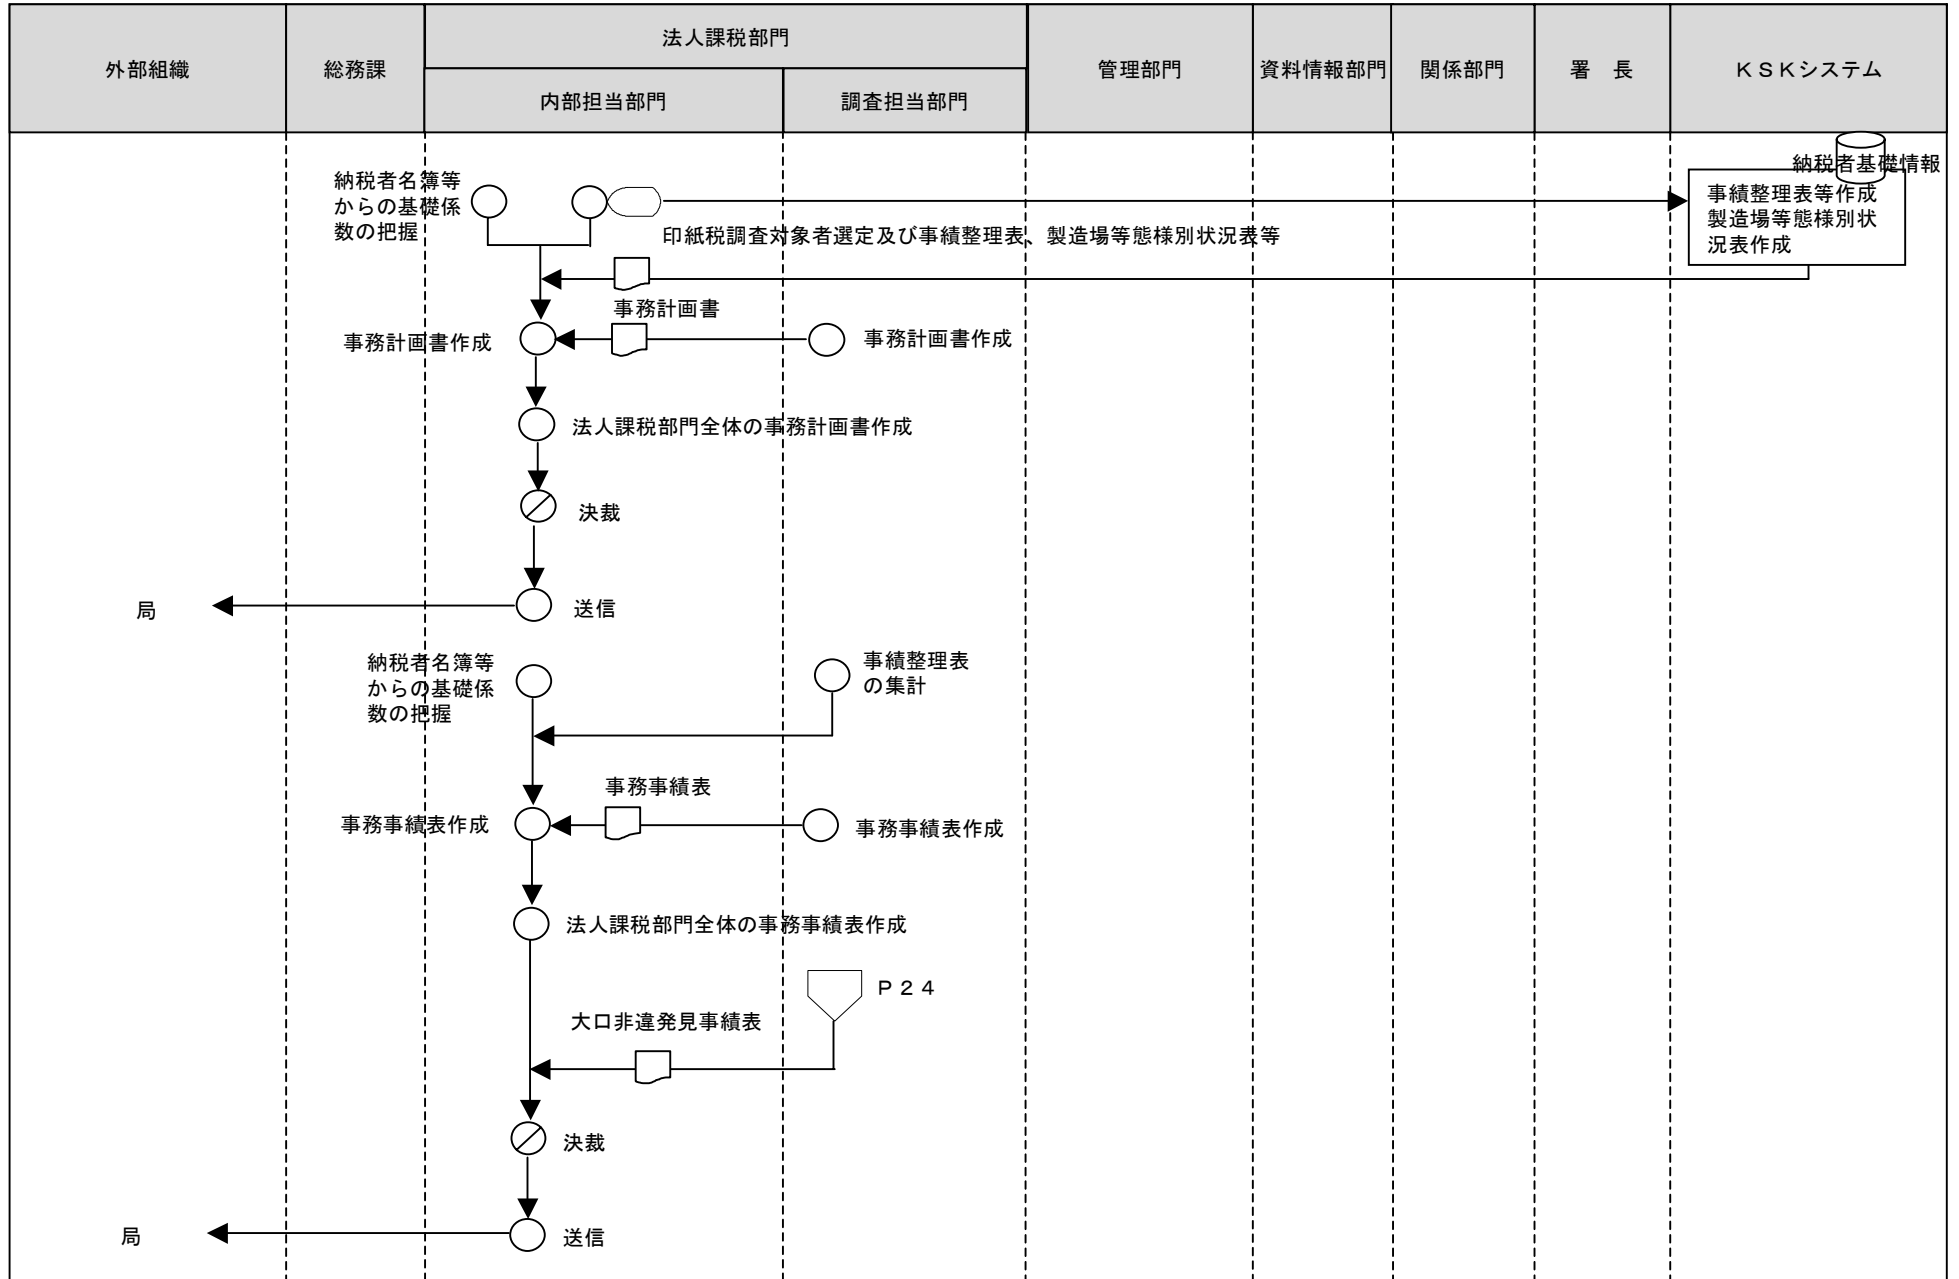 外部組織
総務課
法人課税部門
内部担当部門
調査担当部門
管理部門
資料情報部門
関係部門
署　長
ＫＳＫシステム
納税者基礎情報
納税者名簿等
からの基礎係
数の把握
事績整理表等作成
製造場等態様別状
況表作成
印紙税調査対象者選定及び事績整理表、製造場等態様別状況表等
事務計画書
事務計画書作成
事務計画書作成
法人課税部門全体の事務計画書作成
決裁
局
送信
納税者名簿等
からの基礎係
数の把握
事績整理表
の集計
事務事績表
事務事績表作成
事務事績表作成
法人課税部門全体の事務事績表作成
Ｐ２４
大口非違発見事績表
決裁
局
送信